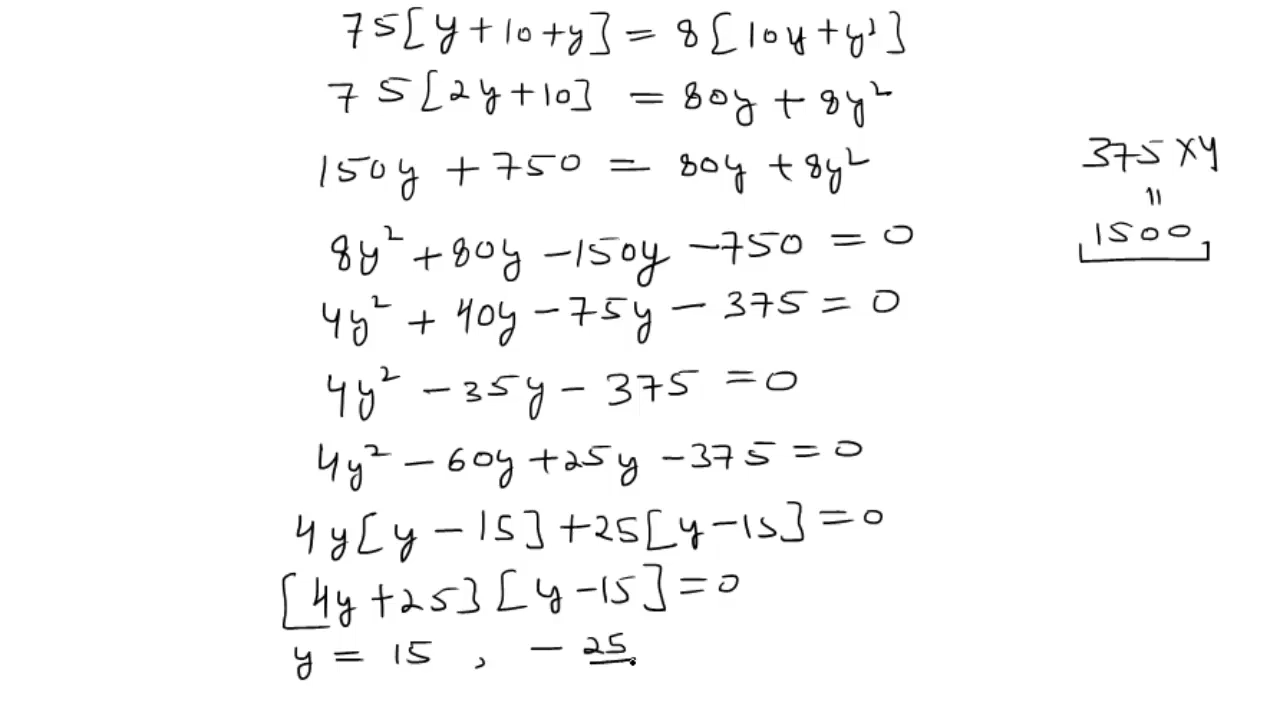 75[y+10+y] = 8[10y+y²]
75[2y+10] = 80y + 8y²
150y + 750 = 80y + 8y²
8y² + 80y - 150y - 750 = 0
4y² + 40y - 75y - 375 = 0
4y² - 35y - 375 = 0
4y² - 60y + 25y - 375 = 0
4y[y - 15] + 25[y - 15] = 0
[4y + 25] [y - 15] = 0
y = 15 , - 25
375 × 4
=
1500